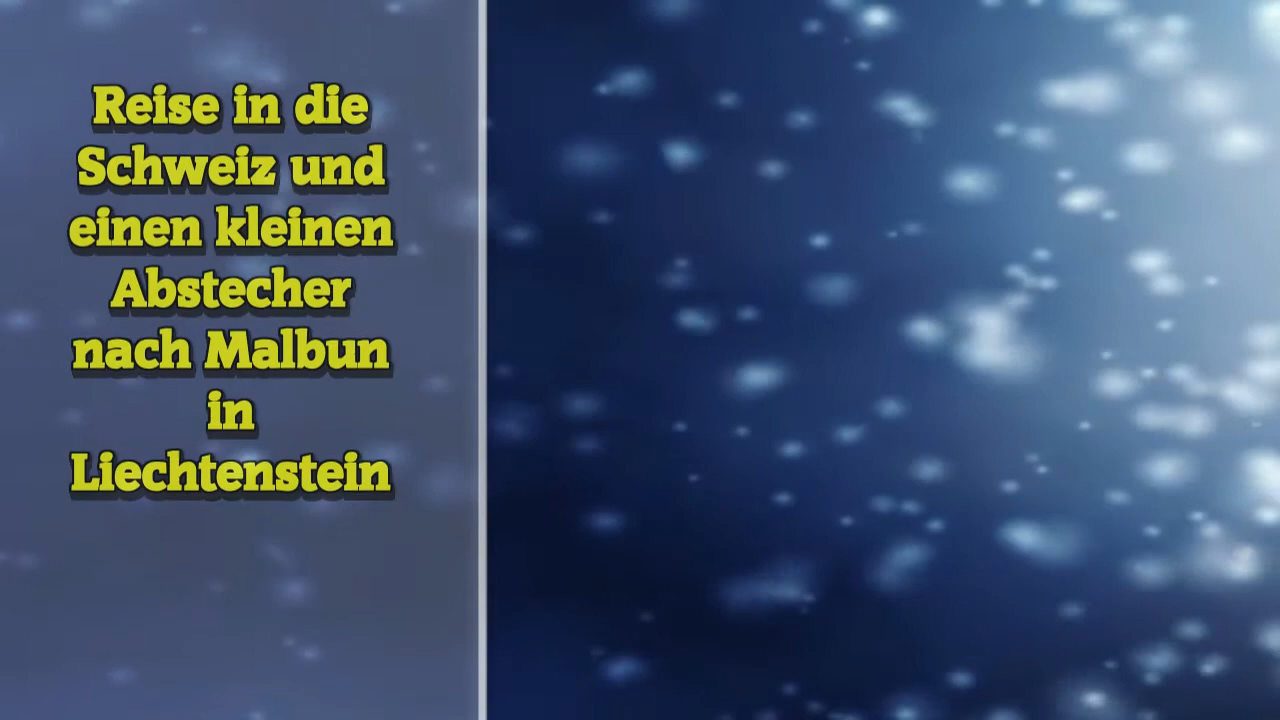 Reise in die
Schweiz und
einen kleinen
Abstecher
nach Malbun
in
Liechtenstein